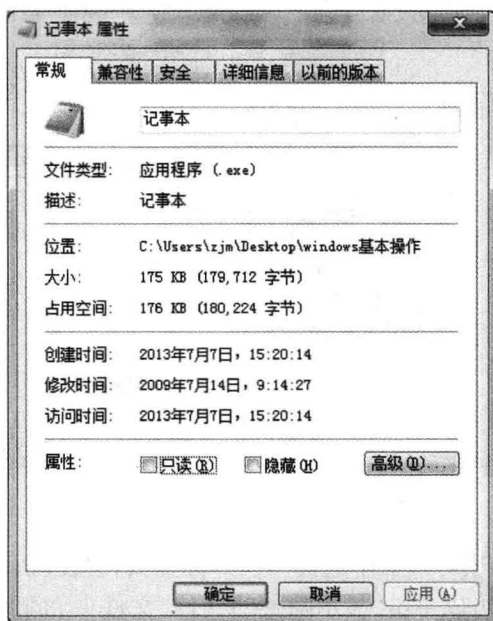 记事本 属性
常规 兼容性 安全 详细信息 以前的版本
记事本
文件类型: 应用程序 (.exe)
描述: 记事本
位置: C:\Users\zjm\Desktop\windows基本操作
大小: 175 KB (179,712 字节)
占用空间: 176 KB (180,224 字节)
创建时间: 2013年7月7日，15:20:14
修改时间: 2009年7月14日，9:14:27
访问时间: 2013年7月7日，15:20:14
属性: 只读(R) 隐藏(H) 高级(D)...
确定 取消 应用(A)